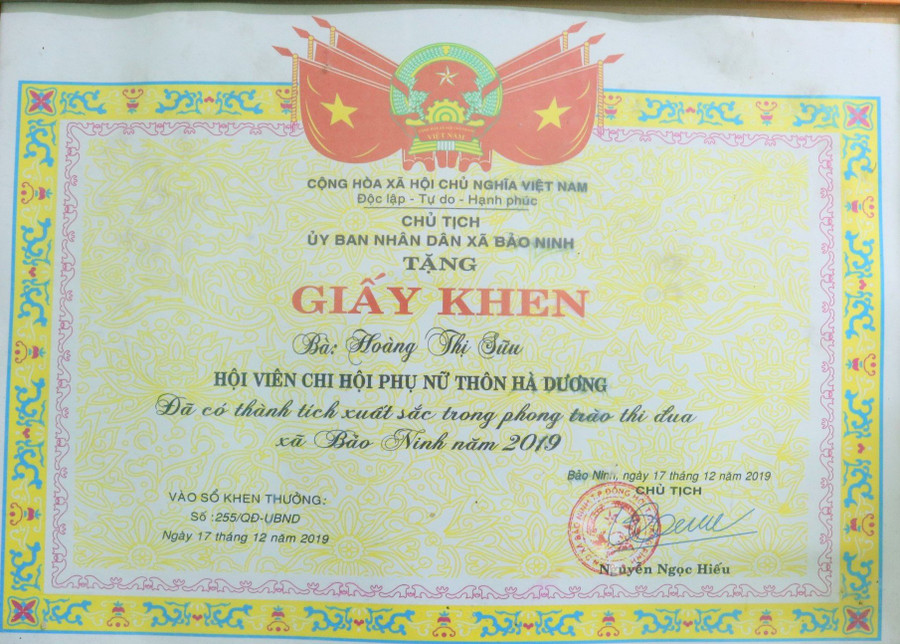 VIỆT NAM
CỘNG HÒA XÃ HỘI CHỦ NGHĨA VIỆT NAM
Độc lập - Tự do - Hạnh phúc
CHỦ TỊCH
ỦY BAN NHÂN DÂN XÃ BẢO NINH
TẶNG
GIẤY KHEN
Bà: Hoàng Thị Sửu
HỘI VIÊN CHI HỘI PHỤ NỮ THÔN HÀ DƯƠNG
Đã có thành tích xuất sắc trong phong trào thi đua
xã Bảo Ninh năm 2019
Bảo Ninh, ngày 17 tháng 12 năm 2019
CHỦ TỊCH
VÀO SỔ KHEN THƯỞNG:
Số :255/QĐ-UBND
Ngày 17 tháng 12 năm 2019
Nguyễn Ngọc Hiếu